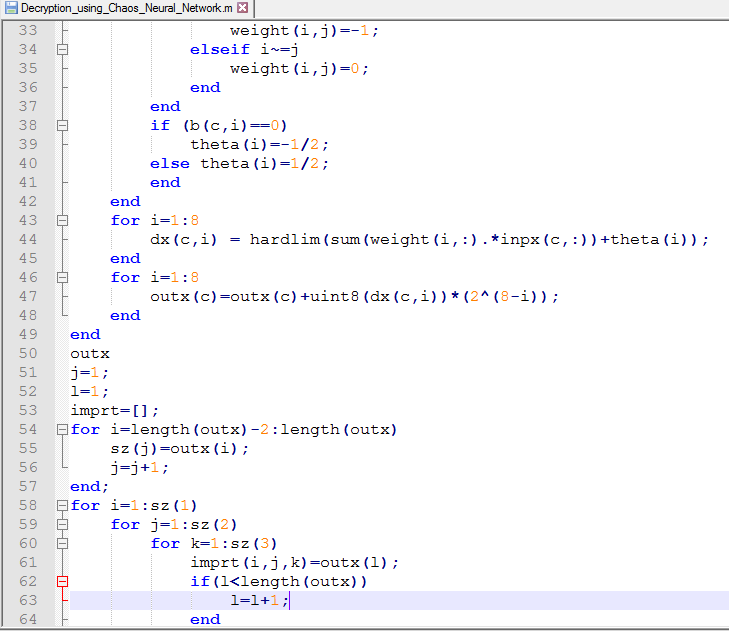 Decryption_using_Chaos_Neural_Network.m
33                weight(i,j)=-1;
34            elseif i~=j
35                weight(i,j)=0;
36            end
37        end
38        if (b(c,i)==0)
39            theta(i)=-1/2;
40        else theta(i)=1/2;
41        end
42    end
43    for i=1:8
44        dx(c,i) = hardlim(sum(weight(i,:).*inpx(c,:))+theta(i));
45    end
46    for i=1:8
47        outx(c)=outx(c)+uint8(dx(c,i))*(2^(8-i));
48    end
49 end
50 outx
51 j=1;
52 l=1;
53 imprt=[];
54 for i=length(outx)-2:length(outx)
55    sz(j)=outx(i);
56    j=j+1;
57 end;
58 for i=1:sz(1)
59    for j=1:sz(2)
60        for k=1:sz(3)
61            imprt(i,j,k)=outx(l);
62            if(l<length(outx))
63                l=l+1;
64            end